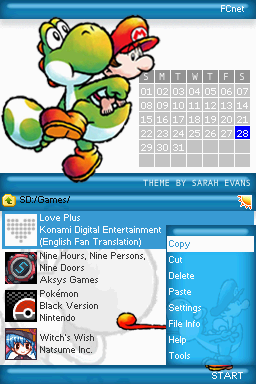 FCnet
S M T W T F S
01 02 03 04 05 06 07
08 09 10 11 12 13 14
15 16 17 18 19 20 21
22 23 24 25 26 27 28
29 30 31
THEME BY SARAH EVANS
SD:/Games/
Love Plus
Konami Digital Entertainment
(English Fan Translation)
Nine Hours, Nine Persons,
Nine Doors
Aksys Games
Pokémon
Black Version
Nintendo
Witch's Wish
Natsume Inc.
Copy
Cut
Delete
Paste
Settings
File Info
Help
Tools
START